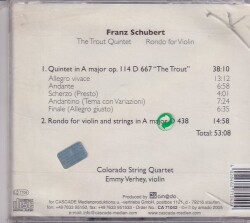 Franz Schubert
The Trout Quintet Rondo for Violin
1. Quintet in A major op. 114 D 667 "The Trout" 38:10
Allegro vivace 13:12
Andante 6:58
Scherzo (Presto) 4:01
Andantino (Tema con Variazioni) 7:24
Finale (Allegro giusto) 6:35
2. Rondo for violin and strings in A 438 14:58
Total: 53:08
Colorado String Quartet
Emmy Verhey, violin